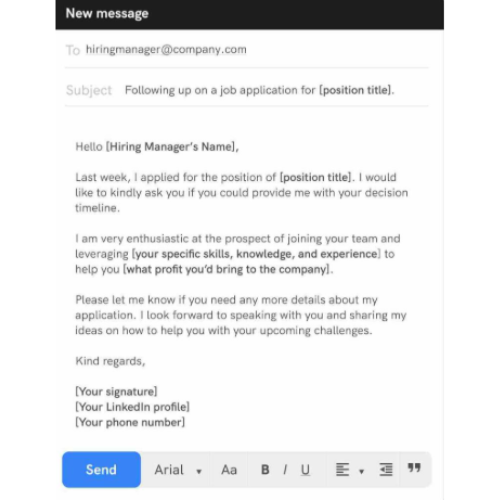 New message
To hiringmanager@company.com
Subject Following up on a job application for [position title].
Hello [Hiring Manager's Name],
Last week, I applied for the position of [position title]. I would
like to kindly ask you if you could provide me with your decision
timeline.
I am very enthusiastic at the prospect of joining your team and
leveraging [your specific skills, knowledge, and experience] to
help you [what profit you'd bring to the company].
Please let me know if you need any more details about my
application. I look forward to speaking with you and sharing my
ideas on how to help you with your upcoming challenges.
Kind regards,
[Your signature]
[Your LinkedIn profile]
[Your phone number]
Send Arial Aa B I U